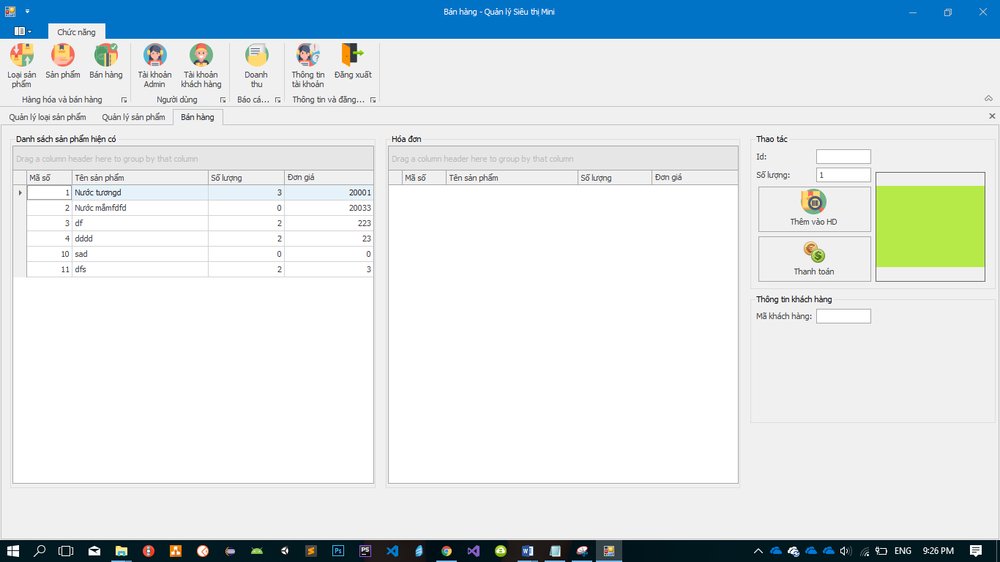 Bán hàng - Quản lý Siêu thị Mini
Chức năng
Loại sản phẩm
Sản phẩm
Bán hàng
Tài khoản Admin
Tài khoản khách hàng
Doanh thu
Thông tin tài khoản
Đăng xuất
Hàng hóa và bán hàng
Người dùng
Báo cá...
Thông tin và đăng...
Quản lý loại sản phẩm
Quản lý sản phẩm
Bán hàng
Danh sách sản phẩm hiện có
Drag a column header here to group by that column
Mã số Tên sản phẩm Số lượng Đơn giá
1 Nước tươngd 3 20001
2 Nước mắmfdfd 0 20033
3 df 2 223
4 dddd 2 23
10 sad 0 0
11 dfs 2 3
Hóa đơn
Drag a column header here to group by that column
Mã số Tên sản phẩm Số lượng Đơn giá
Thao tác
Id:
Số lượng: 1
Thêm vào HD
Thanh toán
Thông tin khách hàng
Mã khách hàng:
ENG 9:26 PM